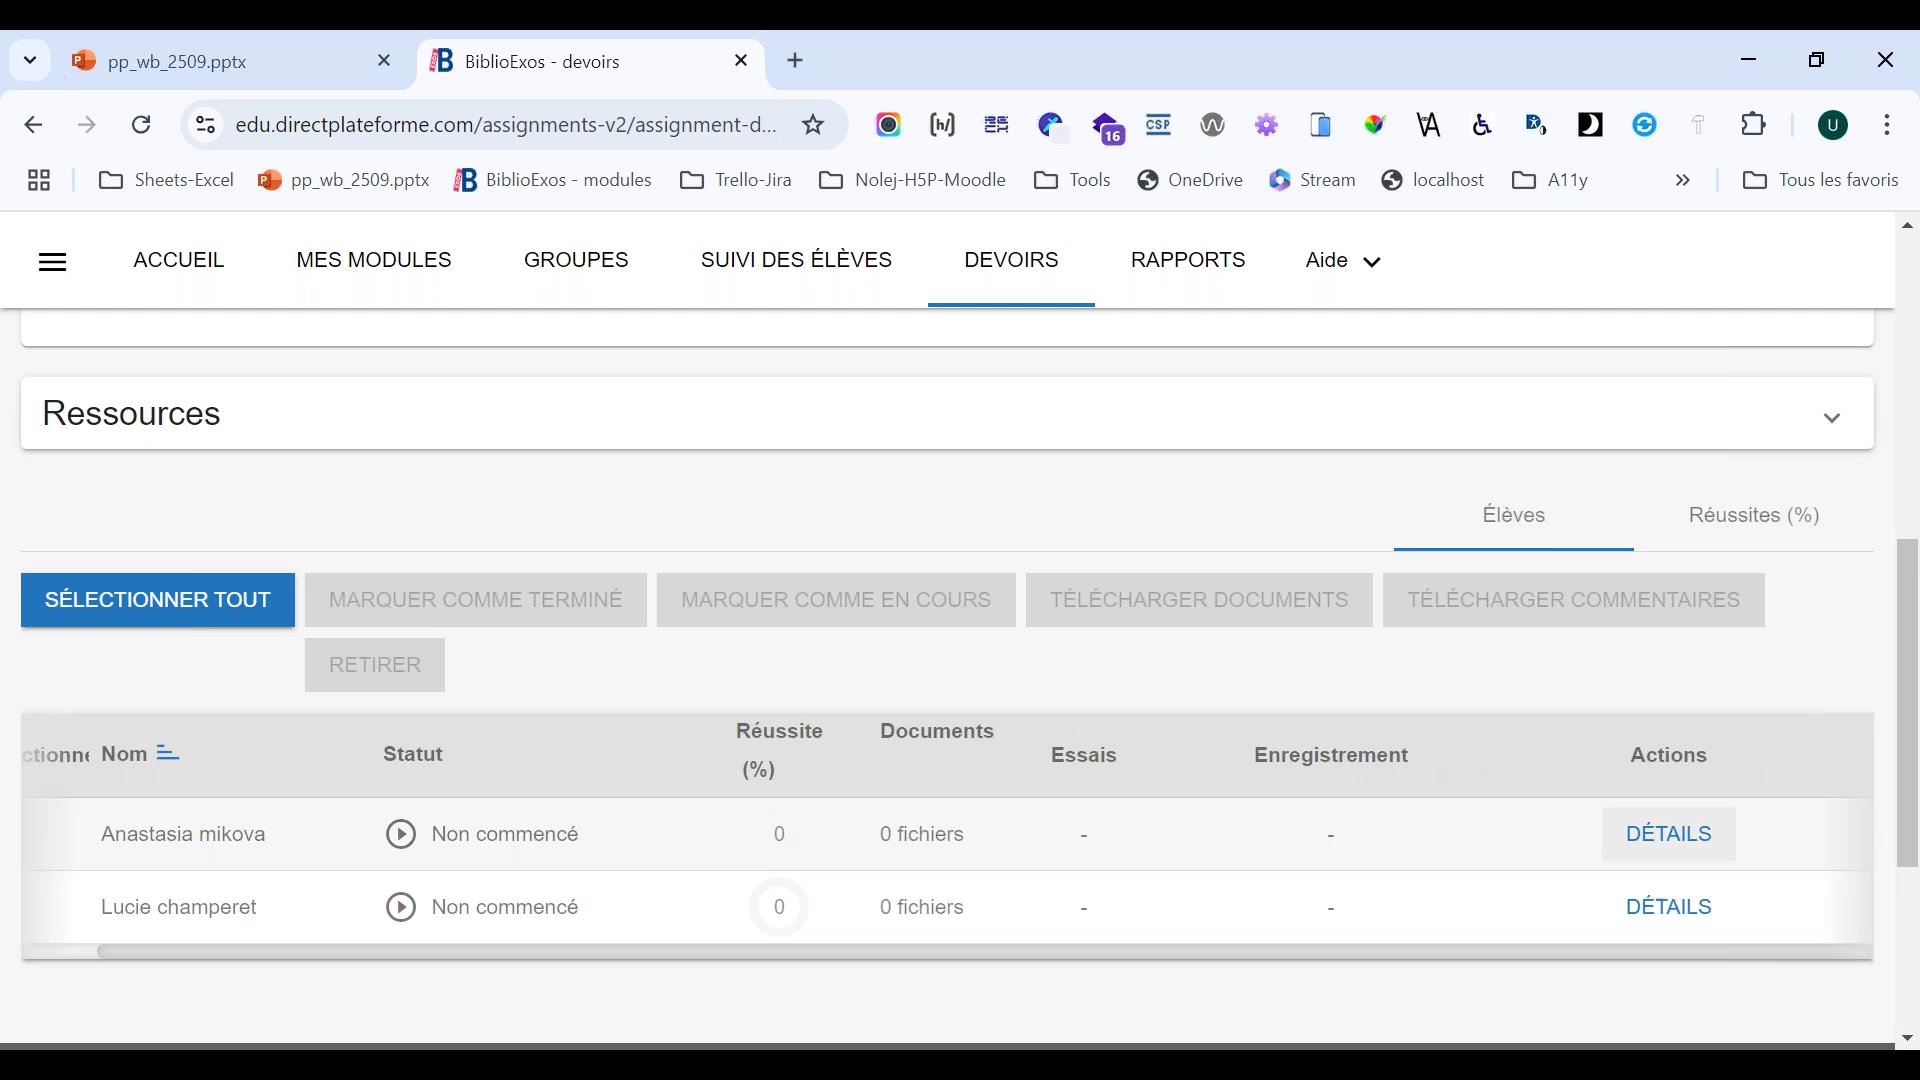 pp_wb_2509.pptx
BiblioExos - devoirs
edu.directplateforme.com/assignments-v2/assignment-d...
[h/]
16
CSP
U
Sheets-Excel
pp_wb_2509.pptx
BiblioExos - modules
Trello-Jira
Nolej-H5P-Moodle
Tools
OneDrive
Stream
localhost
A11y
Tous les favoris
ACCUEIL
MES MODULES
GROUPES
SUIVI DES ÉLÈVES
DEVOIRS
RAPPORTS
Aide
Ressources
Élèves
Réussites (%)
SÉLECTIONNER TOUT
MARQUER COMME TERMINÉ
MARQUER COMME EN COURS
TÉLÉCHARGER DOCUMENTS
TÉLÉCHARGER COMMENTAIRES
RETIRER
Nom
Statut
Réussite
(%)
Documents
Essais
Enregistrement
Actions
Anastasia mikova
Non commencé
0
0 fichiers
-
-
DÉTAILS
Lucie champeret
Non commencé
0
0 fichiers
-
-
DÉTAILS